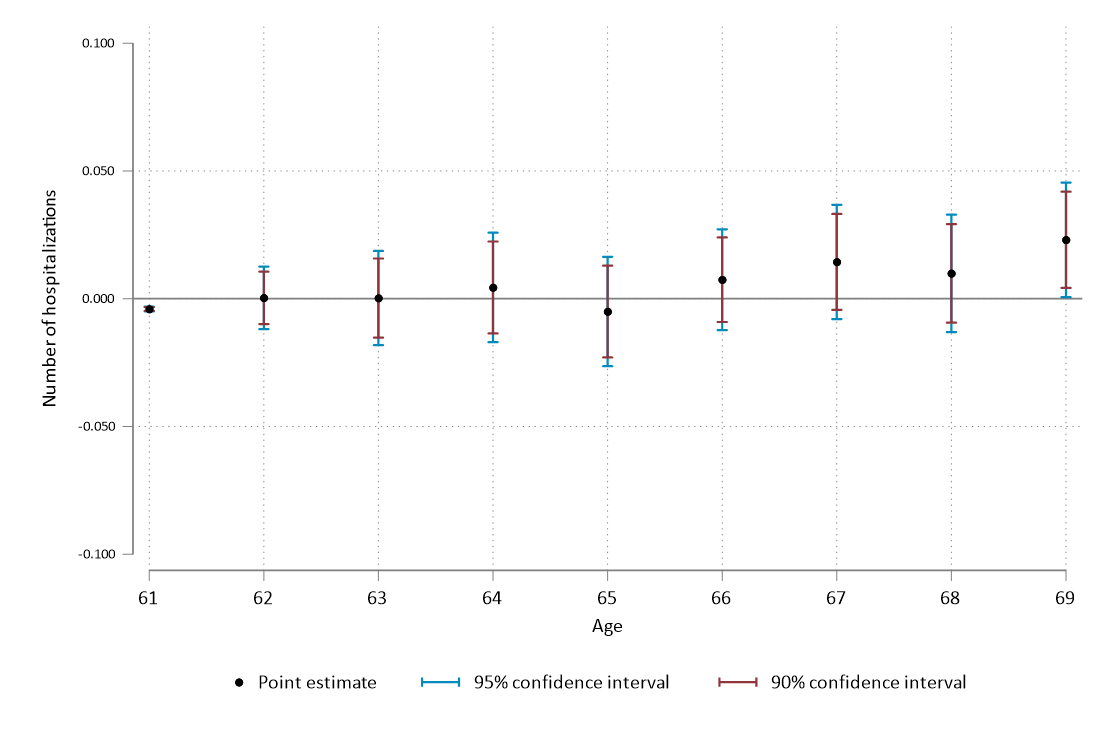 0.100
0.050
0.000
-0.050
-0.100
Number of hospitalizations
61 62 63 64 65 66 67 68 69
Age
Point estimate 95% confidence interval 90% confidence interval